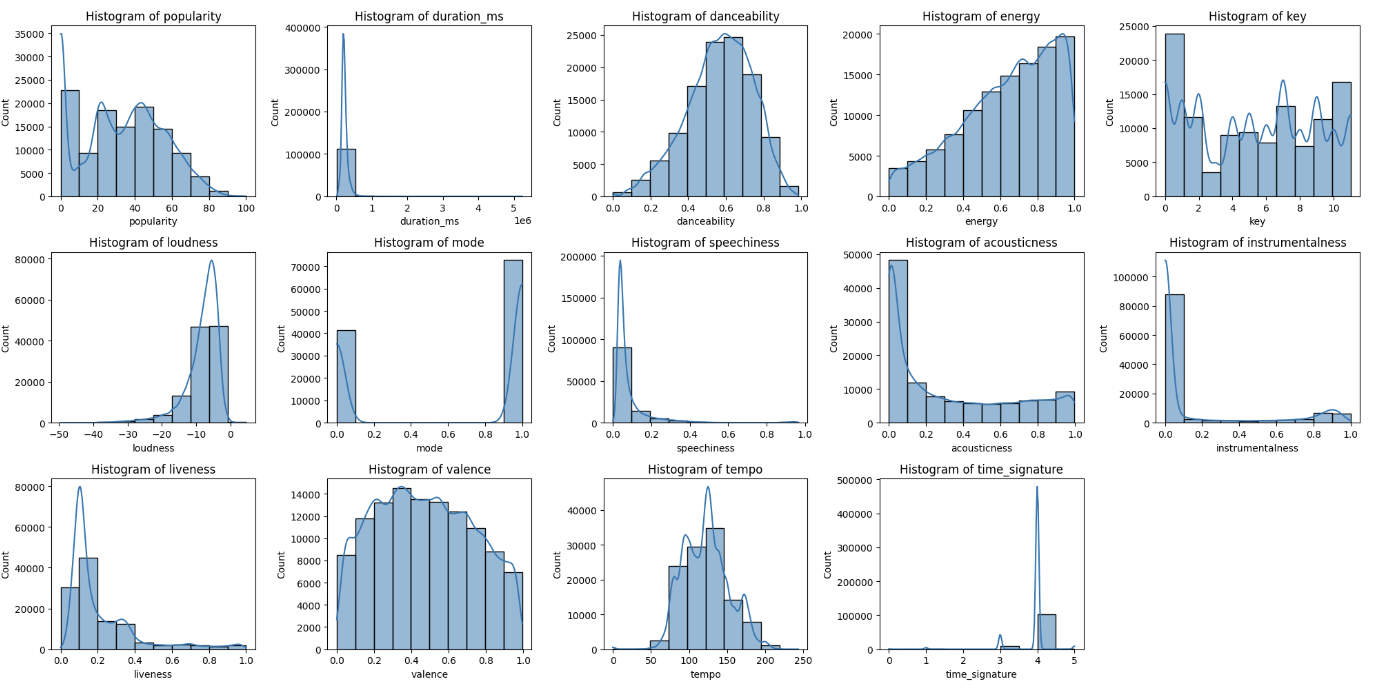 Histogram of popularity
35000
30000
25000
20000
15000
10000
5000
0
Count
0 20 40 60 80 100
popularity
Histogram of duration_ms
400000
300000
200000
100000
0
Count
0 1 2 3 4 5
1e6
duration_ms
Histogram of danceability
25000
20000
15000
10000
5000
0
Count
0.0 0.2 0.4 0.6 0.8 1.0
danceability
Histogram of energy
20000
15000
10000
5000
0
Count
0.0 0.2 0.4 0.6 0.8 1.0
energy
Histogram of key
25000
20000
15000
10000
5000
0
Count
0 2 4 6 8 10
key
Histogram of loudness
80000
60000
40000
20000
0
Count
−50 −40 −30 −20 −10 0
loudness
Histogram of mode
70000
60000
50000
40000
30000
20000
10000
0
Count
0.0 0.2 0.4 0.6 0.8 1.0
mode
Histogram of speechiness
200000
150000
100000
50000
0
Count
0.0 0.2 0.4 0.6 0.8 1.0
speechiness
Histogram of acousticness
50000
40000
30000
20000
10000
0
Count
0.0 0.2 0.4 0.6 0.8 1.0
acousticness
Histogram of instrumentalness
100000
80000
60000
40000
20000
0
Count
0.0 0.2 0.4 0.6 0.8 1.0
instrumentalness
Histogram of liveness
80000
60000
40000
20000
0
Count
0.0 0.2 0.4 0.6 0.8 1.0
liveness
Histogram of valence
14000
12000
10000
8000
6000
4000
2000
0
Count
0.0 0.2 0.4 0.6 0.8 1.0
valence
Histogram of tempo
40000
30000
20000
10000
0
Count
0 50 100 150 200 250
tempo
Histogram of time_signature
500000
400000
300000
200000
100000
0
Count
0 1 2 3 4 5
time_signature